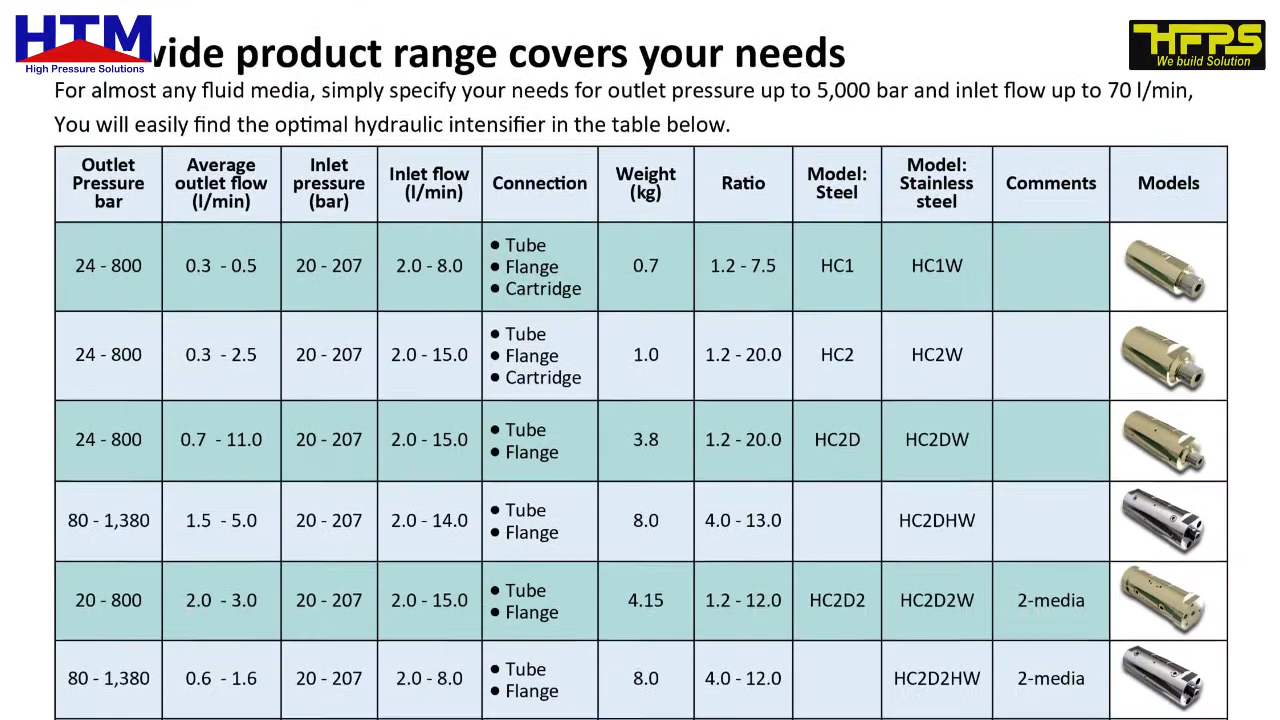 HTM
High Pressure Solutions
wide product range covers your needs
HFPS
We build Solution
For almost any fluid media, simply specify your needs for outlet pressure up to 5,000 bar and inlet flow up to 70 l/min,
You will easily find the optimal hydraulic intensifier in the table below.
Outlet Pressure bar Average outlet flow (l/min) Inlet pressure (bar) Inlet flow (l/min) Connection Weight (kg) Ratio Model: Steel Model: Stainless steel Comments Models
24 - 800 0.3 - 0.5 20 - 207 2.0 - 8.0 ● Tube ● Flange ● Cartridge 0.7 1.2 - 7.5 HC1 HC1W
24 - 800 0.3 - 2.5 20 - 207 2.0 - 15.0 ● Tube ● Flange ● Cartridge 1.0 1.2 - 20.0 HC2 HC2W
24 - 800 0.7 - 11.0 20 - 207 2.0 - 15.0 ● Tube ● Flange 3.8 1.2 - 20.0 HC2D HC2DW
80 - 1,380 1.5 - 5.0 20 - 207 2.0 - 14.0 ● Tube ● Flange 8.0 4.0 - 13.0 HC2DHW
20 - 800 2.0 - 3.0 20 - 207 2.0 - 15.0 ● Tube ● Flange 4.15 1.2 - 12.0 HC2D2 HC2D2W 2-media
80 - 1,380 0.6 - 1.6 20 - 207 2.0 - 8.0 ● Tube ● Flange 8.0 4.0 - 12.0 HC2D2HW 2-media